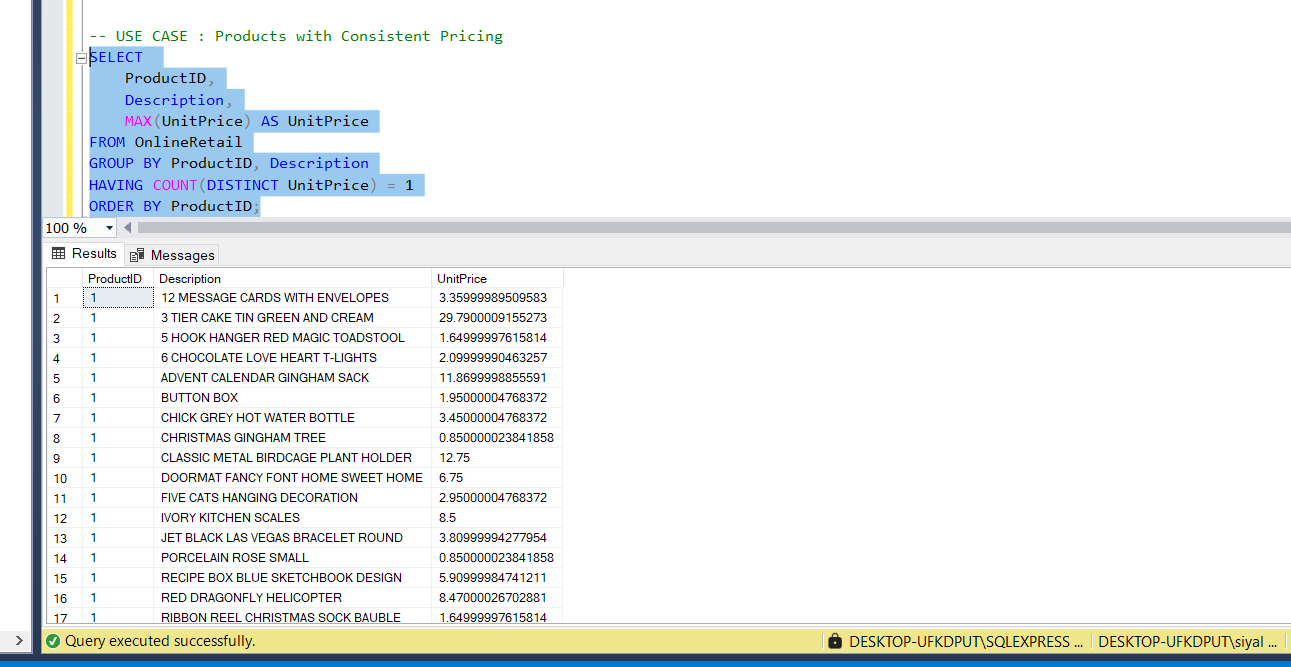 -- USE CASE : Products with Consistent Pricing
SELECT
ProductID,
Description,
MAX(UnitPrice) AS UnitPrice
FROM OnlineRetail
GROUP BY ProductID, Description
HAVING COUNT(DISTINCT UnitPrice) = 1
ORDER BY ProductID;
100 %
Results Messages
ProductID Description UnitPrice
1 1 12 MESSAGE CARDS WITH ENVELOPES 3.35999989509583
2 1 3 TIER CAKE TIN GREEN AND CREAM 29.7900009155273
3 1 5 HOOK HANGER RED MAGIC TOADSTOOL 1.64999997615814
4 1 6 CHOCOLATE LOVE HEART T-LIGHTS 2.09999990463257
5 1 ADVENT CALENDAR GINGHAM SACK 11.8699998855591
6 1 BUTTON BOX 1.95000004768372
7 1 CHICK GREY HOT WATER BOTTLE 3.45000004768372
8 1 CHRISTMAS GINGHAM TREE 0.850000023841858
9 1 CLASSIC METAL BIRDCAGE PLANT HOLDER 12.75
10 1 DOORMAT FANCY FONT HOME SWEET HOME 6.75
11 1 FIVE CATS HANGING DECORATION 2.95000004768372
12 1 IVORY KITCHEN SCALES 8.5
13 1 JET BLACK LAS VEGAS BRACELET ROUND 3.80999994277954
14 1 PORCELAIN ROSE SMALL 0.850000023841858
15 1 RECIPE BOX BLUE SKETCHBOOK DESIGN 5.90999984741211
16 1 RED DRAGONFLY HELICOPTER 8.47000026702881
17 1 RIBBON REEL CHRISTMAS SOCK BAUBLE 1.64999997615814
Query executed successfully. DESKTOP-UFKDPUT\SQLEXPRESS ... DESKTOP-UFKDPUT\siyal ...